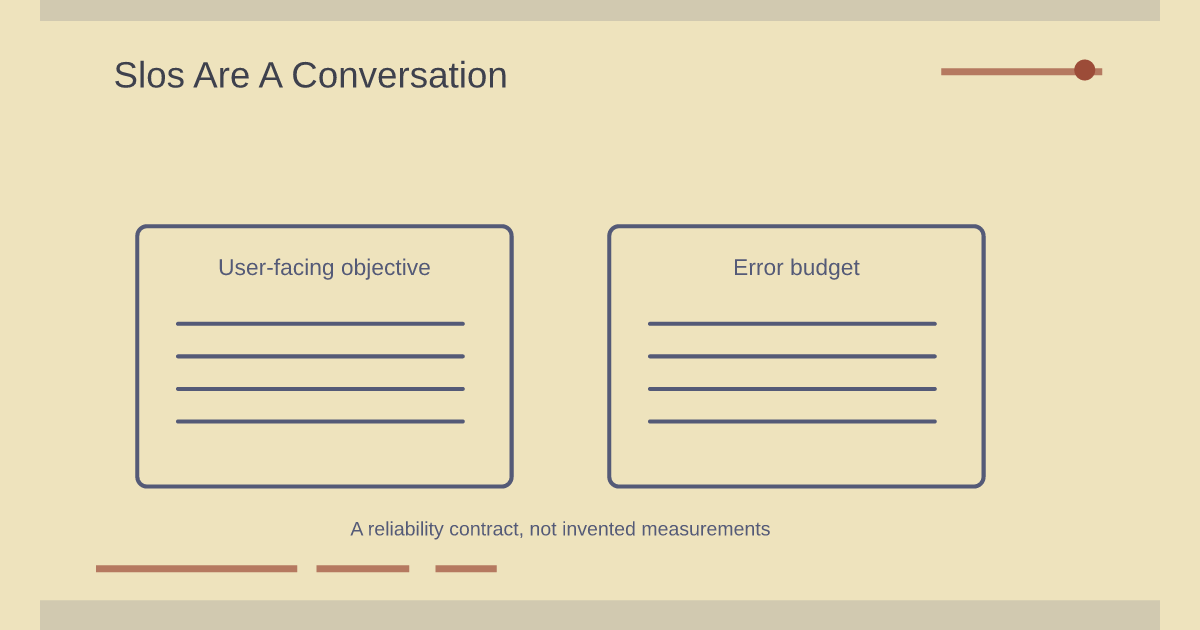 Slos Are A Conversation
User-facing objective
Error budget
A reliability contract, not invented measurements